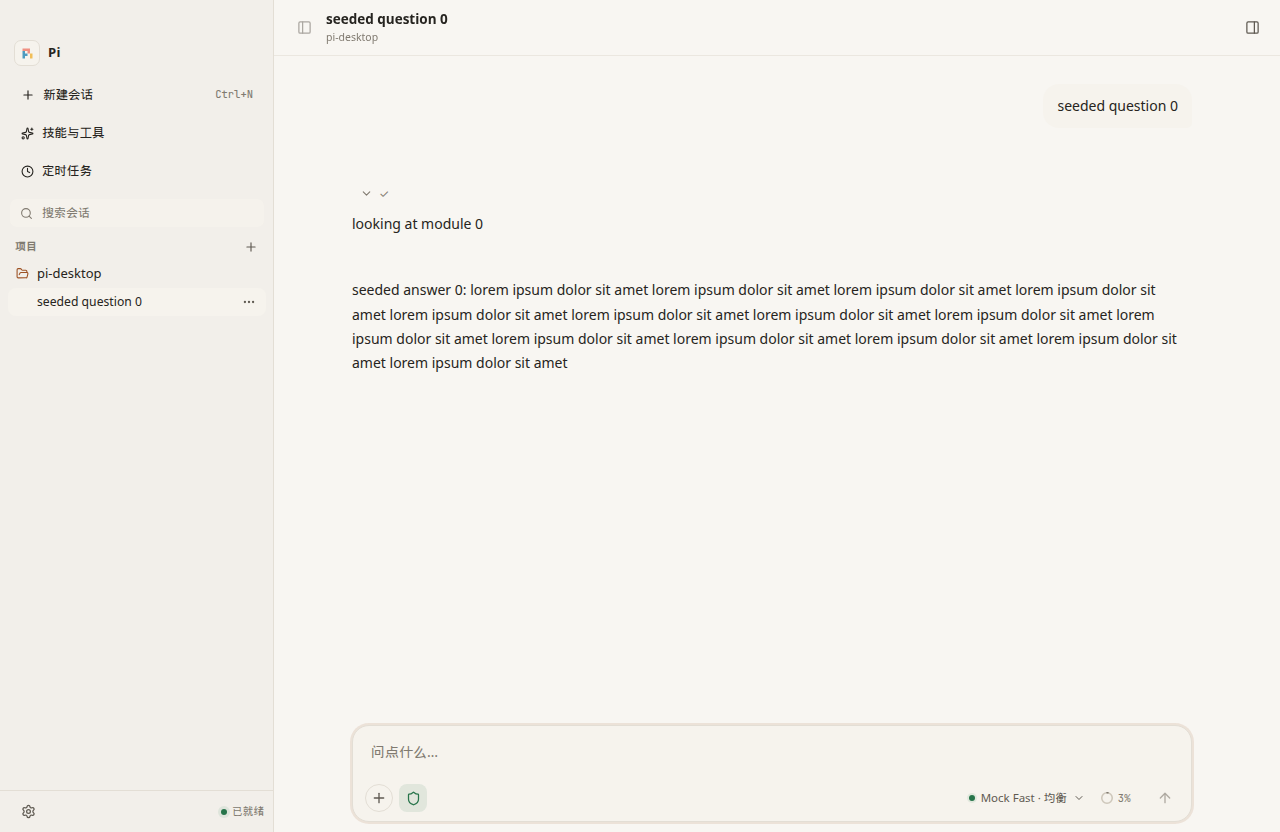 Pi
新建会话 Ctrl+N
技能与工具
定时任务
搜索会话
项目
pi-desktop
seeded question 0
已就绪
seeded question 0
pi-desktop
seeded question 0
looking at module 0
seeded answer 0: lorem ipsum dolor sit amet lorem ipsum dolor sit amet lorem ipsum dolor sit amet lorem ipsum dolor sit
amet lorem ipsum dolor sit amet lorem ipsum dolor sit amet lorem ipsum dolor sit amet lorem ipsum dolor sit amet lorem
ipsum dolor sit amet lorem ipsum dolor sit amet lorem ipsum dolor sit amet lorem ipsum dolor sit amet lorem ipsum dolor sit
amet lorem ipsum dolor sit amet
问点什么...
Mock Fast · 均衡 3%